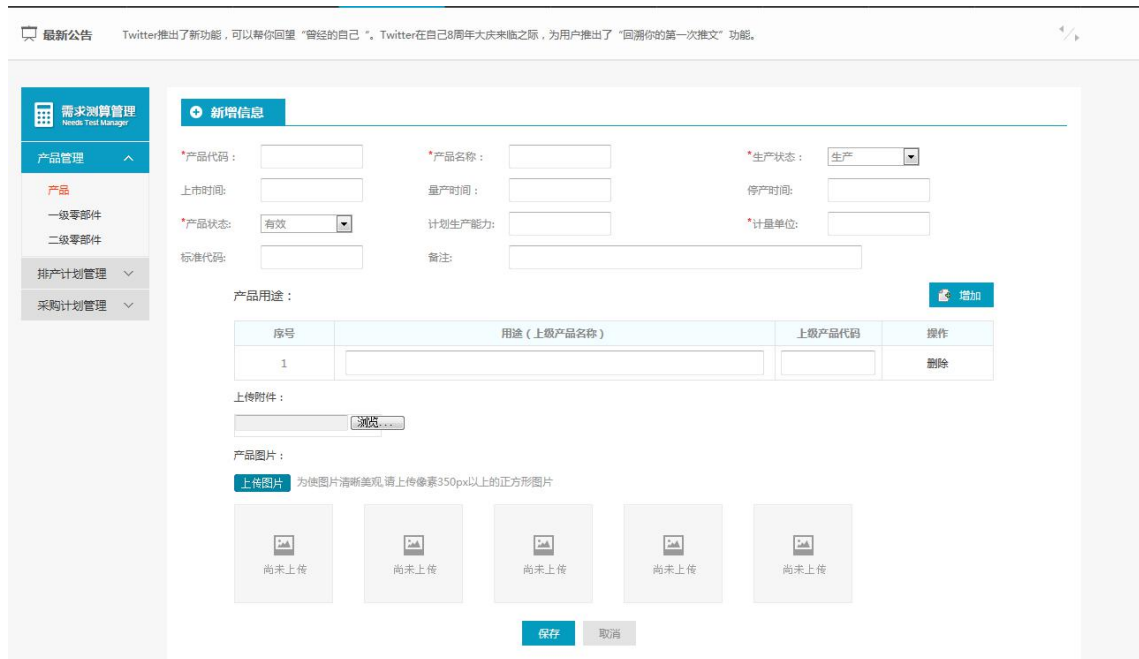 最新公告 Twitter推出了新功能，可以帮你回望“曾经的自己 “。Twitter在自己8周年大庆来临之际，为用户推出了“回溯你的第一次推文”功能。
需求测算管理
Needs Test Manager
新增信息
产品管理
产品
一级零部件
二级零部件
排产计划管理
采购计划管理
*产品代码： *产品名称： *生产状态： 生产
上市时间: 量产时间： 停产时间:
*产品状态: 有效 计划生产能力: *计量单位:
标准代码: 备注:
产品用途： 增加
序号 用途（上级产品名称） 上级产品代码 操作
1 删除
上传附件：
浏览...
产品图片：
上传图片 为使图片清晰美观,请上传像素350px以上的正方形图片
尚未上传 尚未上传 尚未上传 尚未上传 尚未上传
保存 取消